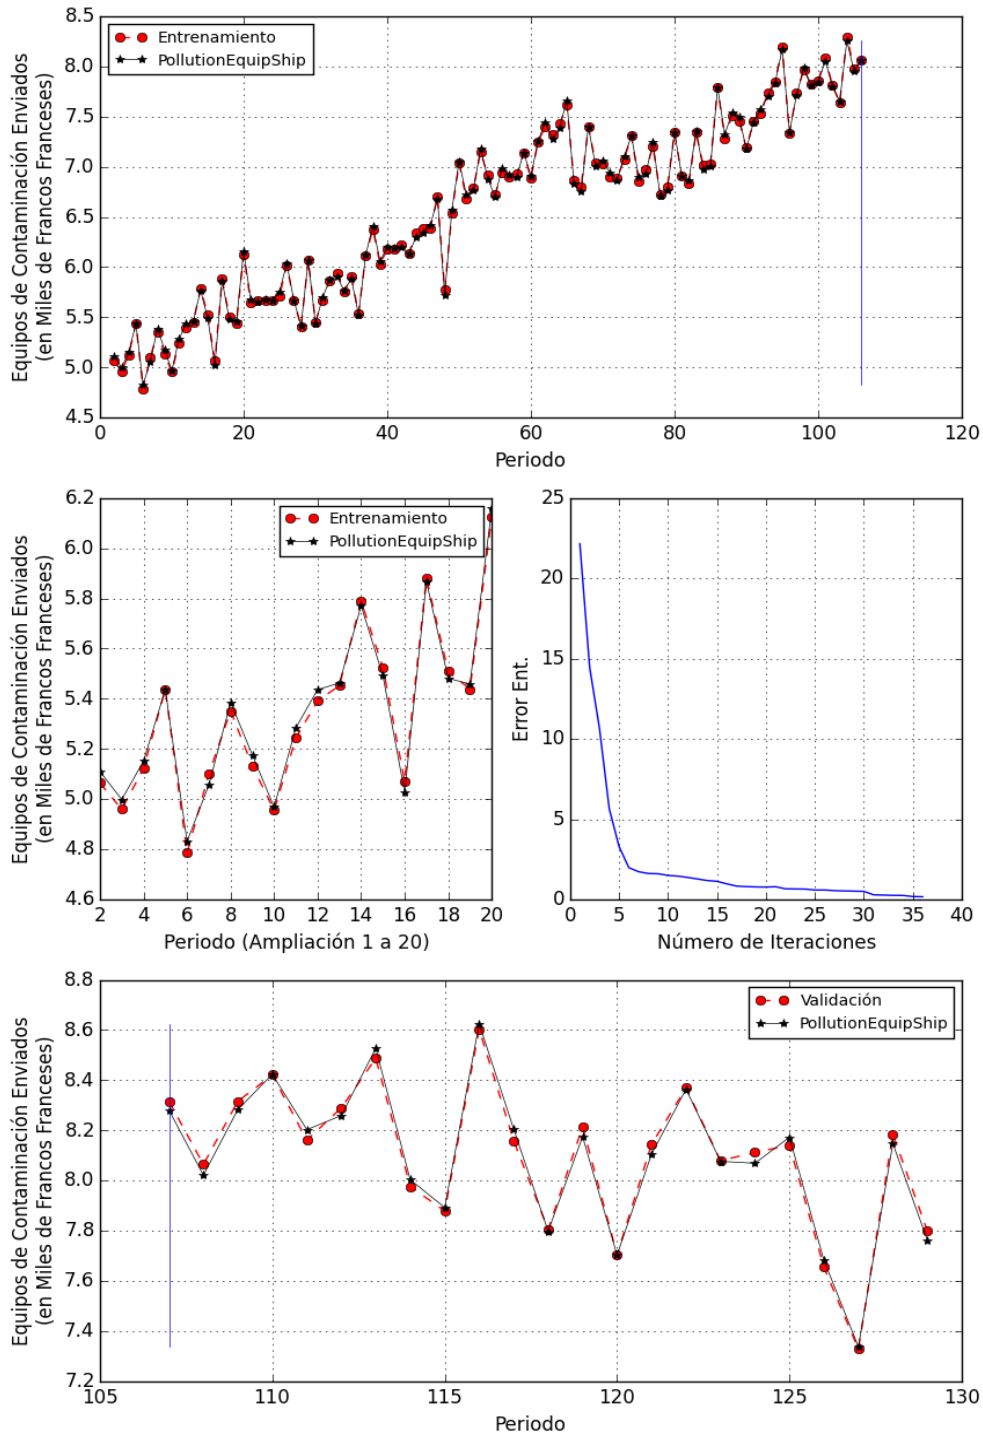 Equipos de Contaminación Enviados
(en Miles de Francos Franceses)
8.5
8.0
7.5
7.0
6.5
6.0
5.5
5.0
4.5
Entrenamiento
PollutionEquipShip
0 20 40 60 80 100 120
Periodo
Equipos de Contaminación Enviados
(en Miles de Francos Franceses)
6.2
6.0
5.8
5.6
5.4
5.2
5.0
4.8
4.6
Entrenamiento
PollutionEquipShip
2 4 6 8 10 12 14 16 18 20
Periodo (Ampliación 1 a 20)
Error Ent.
25
20
15
10
5
0
0 5 10 15 20 25 30 35 40
Número de Iteraciones
Equipos de Contaminación Enviados
(en Miles de Francos Franceses)
8.8
8.6
8.4
8.2
8.0
7.8
7.6
7.4
7.2
Validación
PollutionEquipShip
105 110 115 120 125 130
Periodo